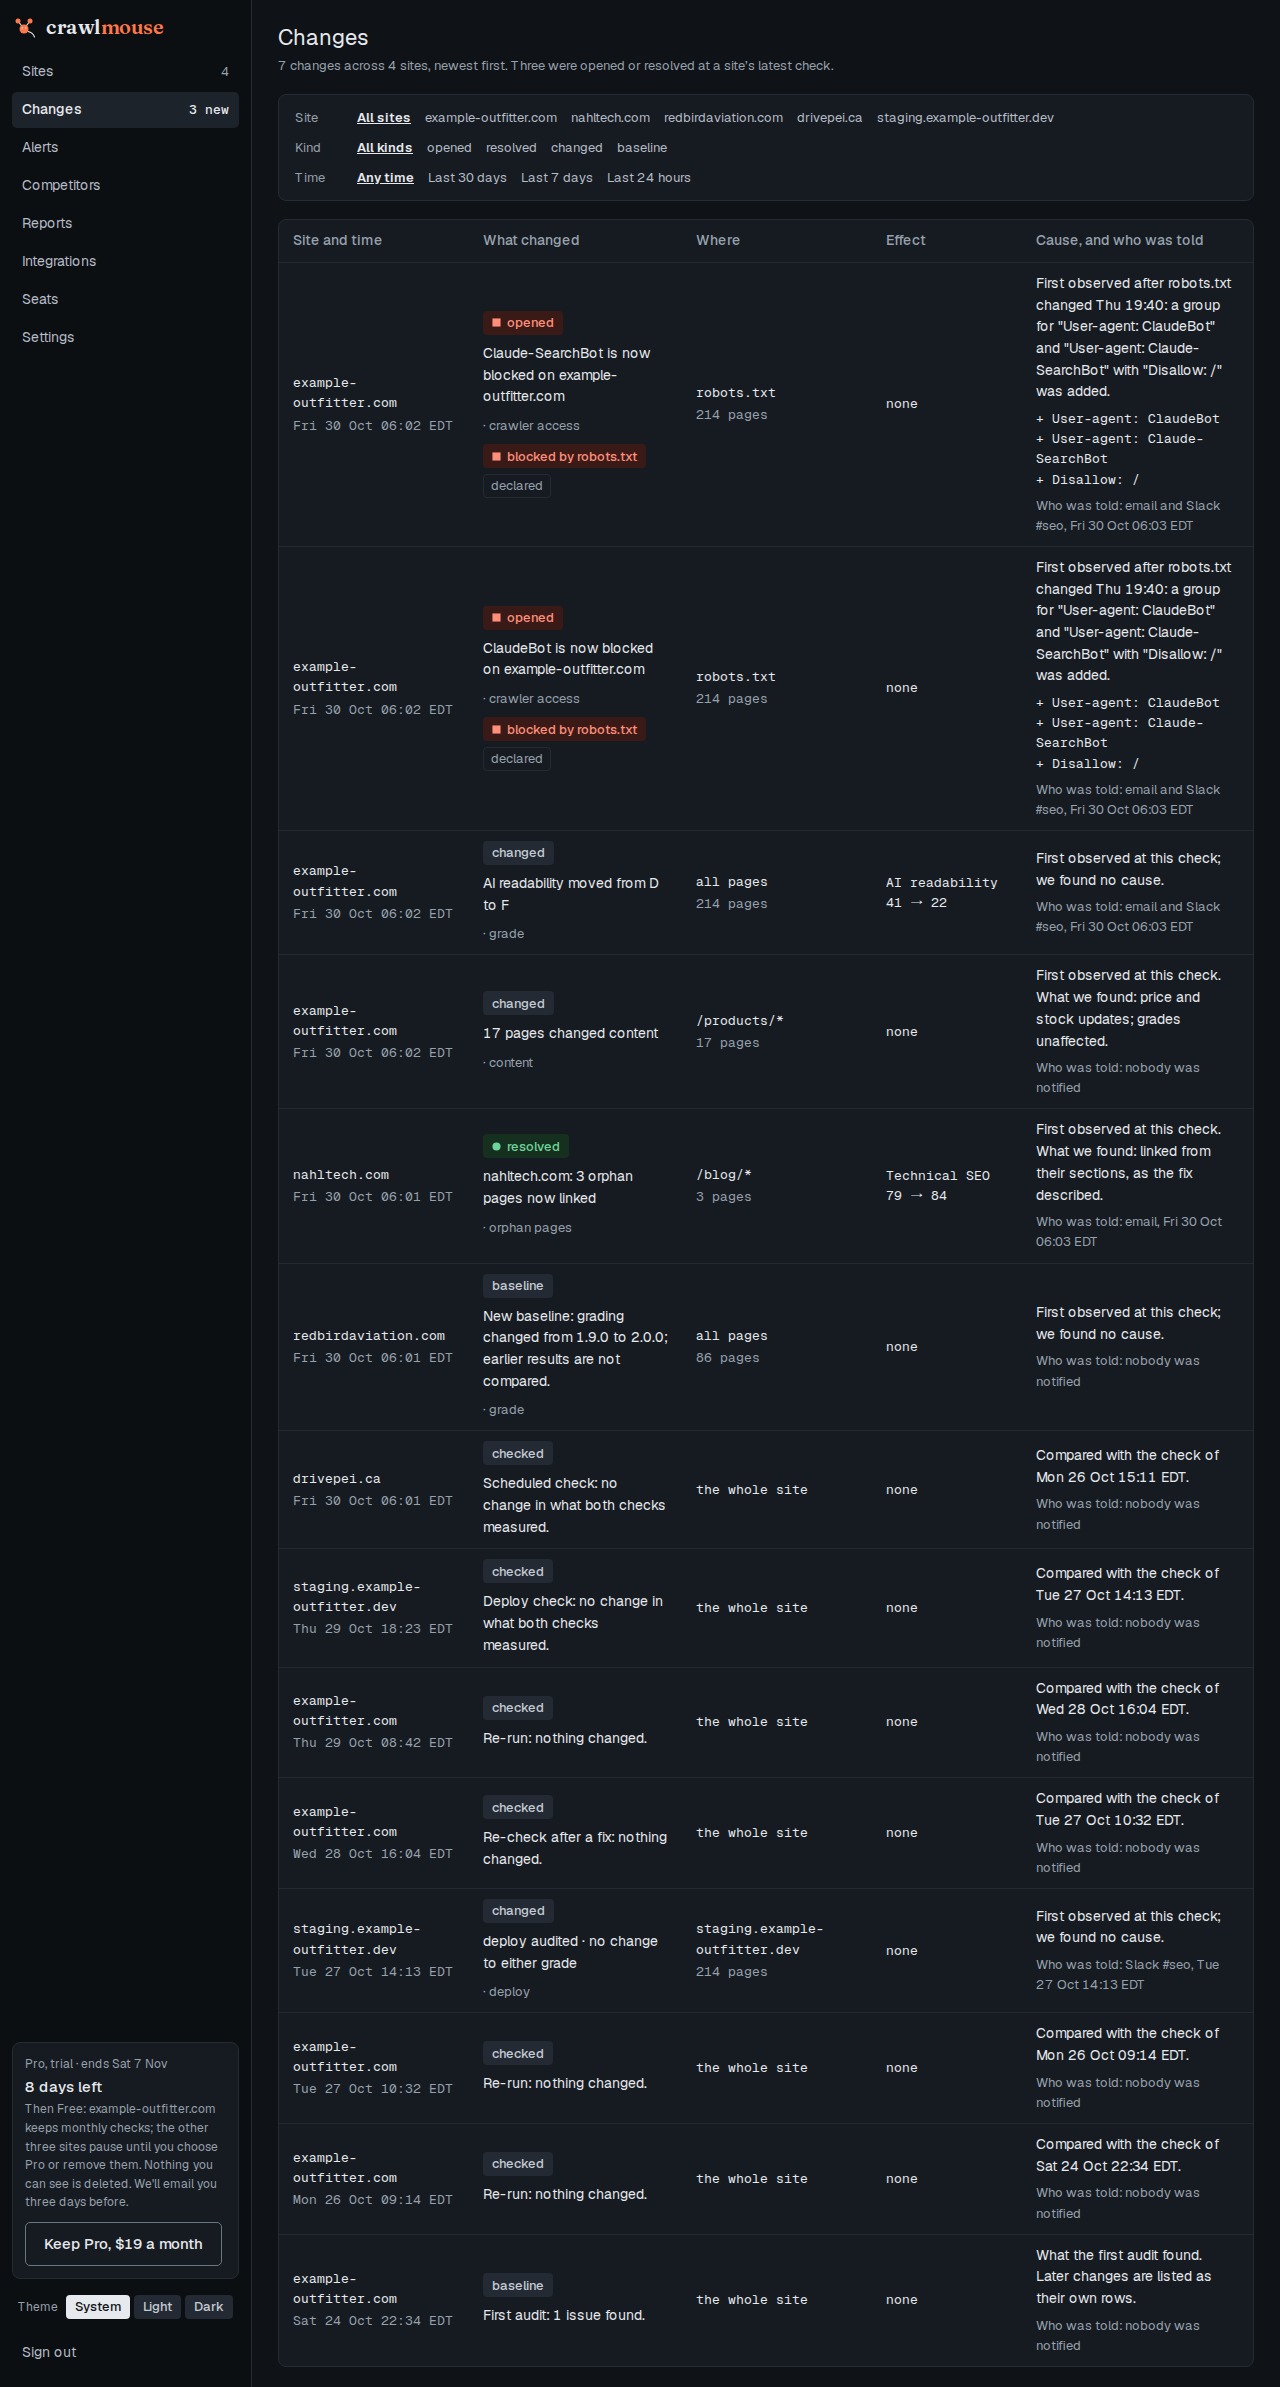 crawlmouse
Sites 4
Changes 3 new
Alerts
Competitors
Reports
Integrations
Seats
Settings
Pro, trial · ends Sat 7 Nov
8 days left
Then Free: example-outfitter.com
keeps monthly checks; the other
three sites pause until you choose
Pro or remove them. Nothing you
can see is deleted. We'll email you
three days before.
Keep Pro, $19 a month
Theme System Light Dark
Sign out
Changes
7 changes across 4 sites, newest first. Three were opened or resolved at a site's latest check.
Site All sites example-outfitter.com nahltech.com redbirdaviation.com drivepei.ca staging.example-outfitter.dev
Kind All kinds opened resolved changed baseline
Time Any time Last 30 days Last 7 days Last 24 hours
Site and time What changed Where Effect Cause, and who was told
example-
outfitter.com
Fri 30 Oct 06:02 EDT
opened
Claude-SearchBot is now
blocked on example-
outfitter.com
· crawler access
blocked by robots.txt
declared
robots.txt
214 pages
none
First observed after robots.txt
changed Thu 19:40: a group
for "User-agent: ClaudeBot"
and "User-agent: Claude-
SearchBot" with "Disallow: /"
was added.
+ User-agent: ClaudeBot
+ User-agent: Claude-
SearchBot
+ Disallow: /
Who was told: email and Slack
#seo, Fri 30 Oct 06:03 EDT
example-
outfitter.com
Fri 30 Oct 06:02 EDT
opened
ClaudeBot is now blocked
on example-outfitter.com
· crawler access
blocked by robots.txt
declared
robots.txt
214 pages
none
First observed after robots.txt
changed Thu 19:40: a group
for "User-agent: ClaudeBot"
and "User-agent: Claude-
SearchBot" with "Disallow: /"
was added.
+ User-agent: ClaudeBot
+ User-agent: Claude-
SearchBot
+ Disallow: /
Who was told: email and Slack
#seo, Fri 30 Oct 06:03 EDT
example-
outfitter.com
Fri 30 Oct 06:02 EDT
changed
AI readability moved from D
to F
· grade
all pages
214 pages
AI readability
41 → 22
First observed at this check;
we found no cause.
Who was told: email and Slack
#seo, Fri 30 Oct 06:03 EDT
example-
outfitter.com
Fri 30 Oct 06:02 EDT
changed
17 pages changed content
· content
/products/*
17 pages
none
First observed at this check.
What we found: price and
stock updates; grades
unaffected.
Who was told: nobody was
notified
nahltech.com
Fri 30 Oct 06:01 EDT
resolved
nahltech.com: 3 orphan
pages now linked
· orphan pages
/blog/*
3 pages
Technical SEO
79 → 84
First observed at this check.
What we found: linked from
their sections, as the fix
described.
Who was told: email, Fri 30 Oct
06:03 EDT
redbirdaviation.com
Fri 30 Oct 06:01 EDT
baseline
New baseline: grading
changed from 1.9.0 to 2.0.0;
earlier results are not
compared.
· grade
all pages
86 pages
none
First observed at this check;
we found no cause.
Who was told: nobody was
notified
drivepei.ca
Fri 30 Oct 06:01 EDT
checked
Scheduled check: no
change in what both checks
measured.
the whole site
none
Compared with the check of
Mon 26 Oct 15:11 EDT.
Who was told: nobody was
notified
staging.example-
outfitter.dev
Thu 29 Oct 18:23 EDT
checked
Deploy check: no change in
what both checks
measured.
the whole site
none
Compared with the check of
Tue 27 Oct 14:13 EDT.
Who was told: nobody was
notified
example-
outfitter.com
Thu 29 Oct 08:42 EDT
checked
Re-run: nothing changed.
the whole site
none
Compared with the check of
Wed 28 Oct 16:04 EDT.
Who was told: nobody was
notified
example-
outfitter.com
Wed 28 Oct 16:04 EDT
checked
Re-check after a fix: nothing
changed.
the whole site
none
Compared with the check of
Tue 27 Oct 10:32 EDT.
Who was told: nobody was
notified
staging.example-
outfitter.dev
Tue 27 Oct 14:13 EDT
changed
deploy audited · no change
to either grade
· deploy
staging.example-
outfitter.dev
214 pages
none
First observed at this check;
we found no cause.
Who was told: Slack #seo, Tue
27 Oct 14:13 EDT
example-
outfitter.com
Tue 27 Oct 10:32 EDT
checked
Re-run: nothing changed.
the whole site
none
Compared with the check of
Mon 26 Oct 09:14 EDT.
Who was told: nobody was
notified
example-
outfitter.com
Mon 26 Oct 09:14 EDT
checked
Re-run: nothing changed.
the whole site
none
Compared with the check of
Sat 24 Oct 22:34 EDT.
Who was told: nobody was
notified
example-
outfitter.com
Sat 24 Oct 22:34 EDT
baseline
First audit: 1 issue found.
the whole site
none
What the first audit found.
Later changes are listed as
their own rows.
Who was told: nobody was
notified